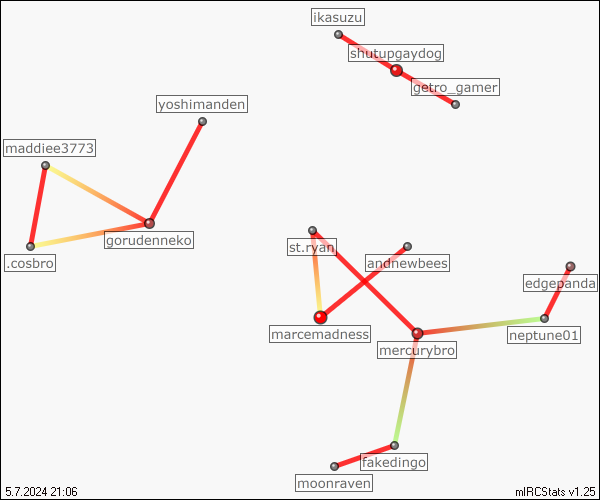 ikasuzu
shutupgaydog
getro_gamer
yoshimanden
maddiee3773
gorudenneko
.cosbro
st.ryan
andnewbees
edgepanda
marcemadness
neptune01
mercurybro
fakedingo
moonraven
5.7.2024 21:06
mIRCStats v1.25